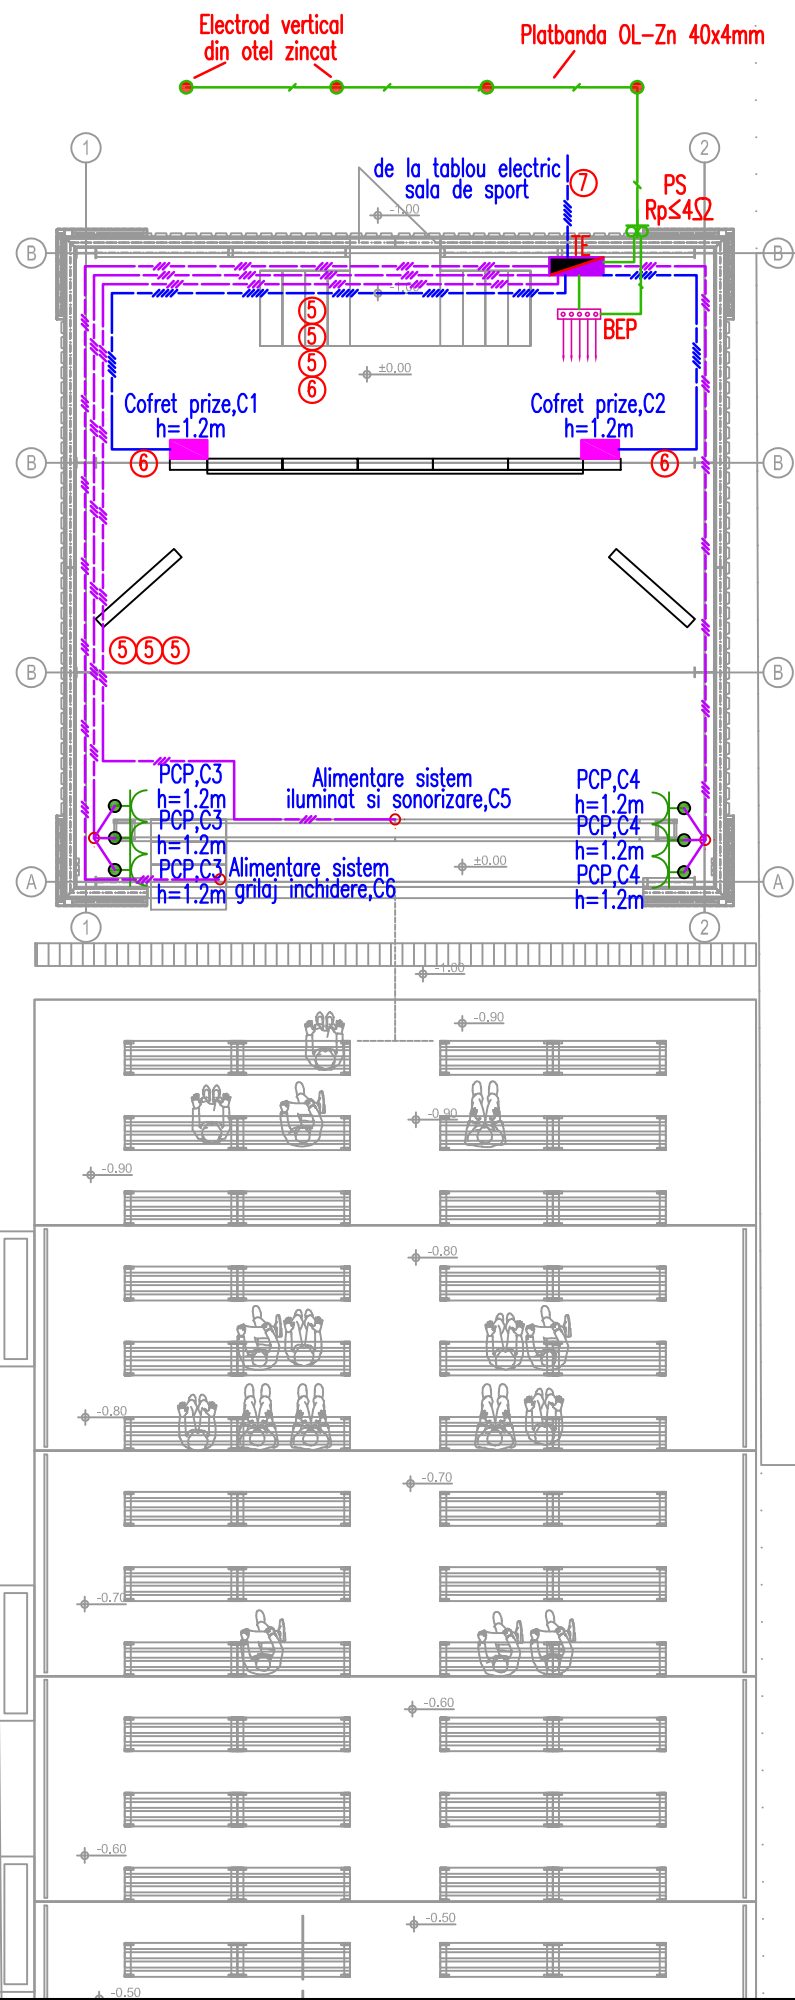 Electrod vertical
din otel zincat
Platbanda OL-Zn 40x4mm
1
2
de la tablou electric
sala de sport
7
PS
Rp≤4Ω
-1.00
TE
B
B
-1.00
5
5
5
6
BEP
±0.00
Cofret prize,C1
h=1.2m
Cofret prize,C2
h=1.2m
B
6
6
B
5
5
5
B
B
PCP,C3
h=1.2m
PCP,C3
h=1.2m
PCP,C3
h=1.2m
Alimentare sistem
iluminat si sonorizare,C5
PCP,C4
h=1.2m
PCP,C4
h=1.2m
PCP,C4
h=1.2m
Alimentare sistem
grilaj inchidere,C6
±0.00
A
A
1
2
-1.00
-0.90
-0.90
-0.90
-0.80
-0.80
-0.70
-0.70
-0.60
-0.60
-0.50
-0.50